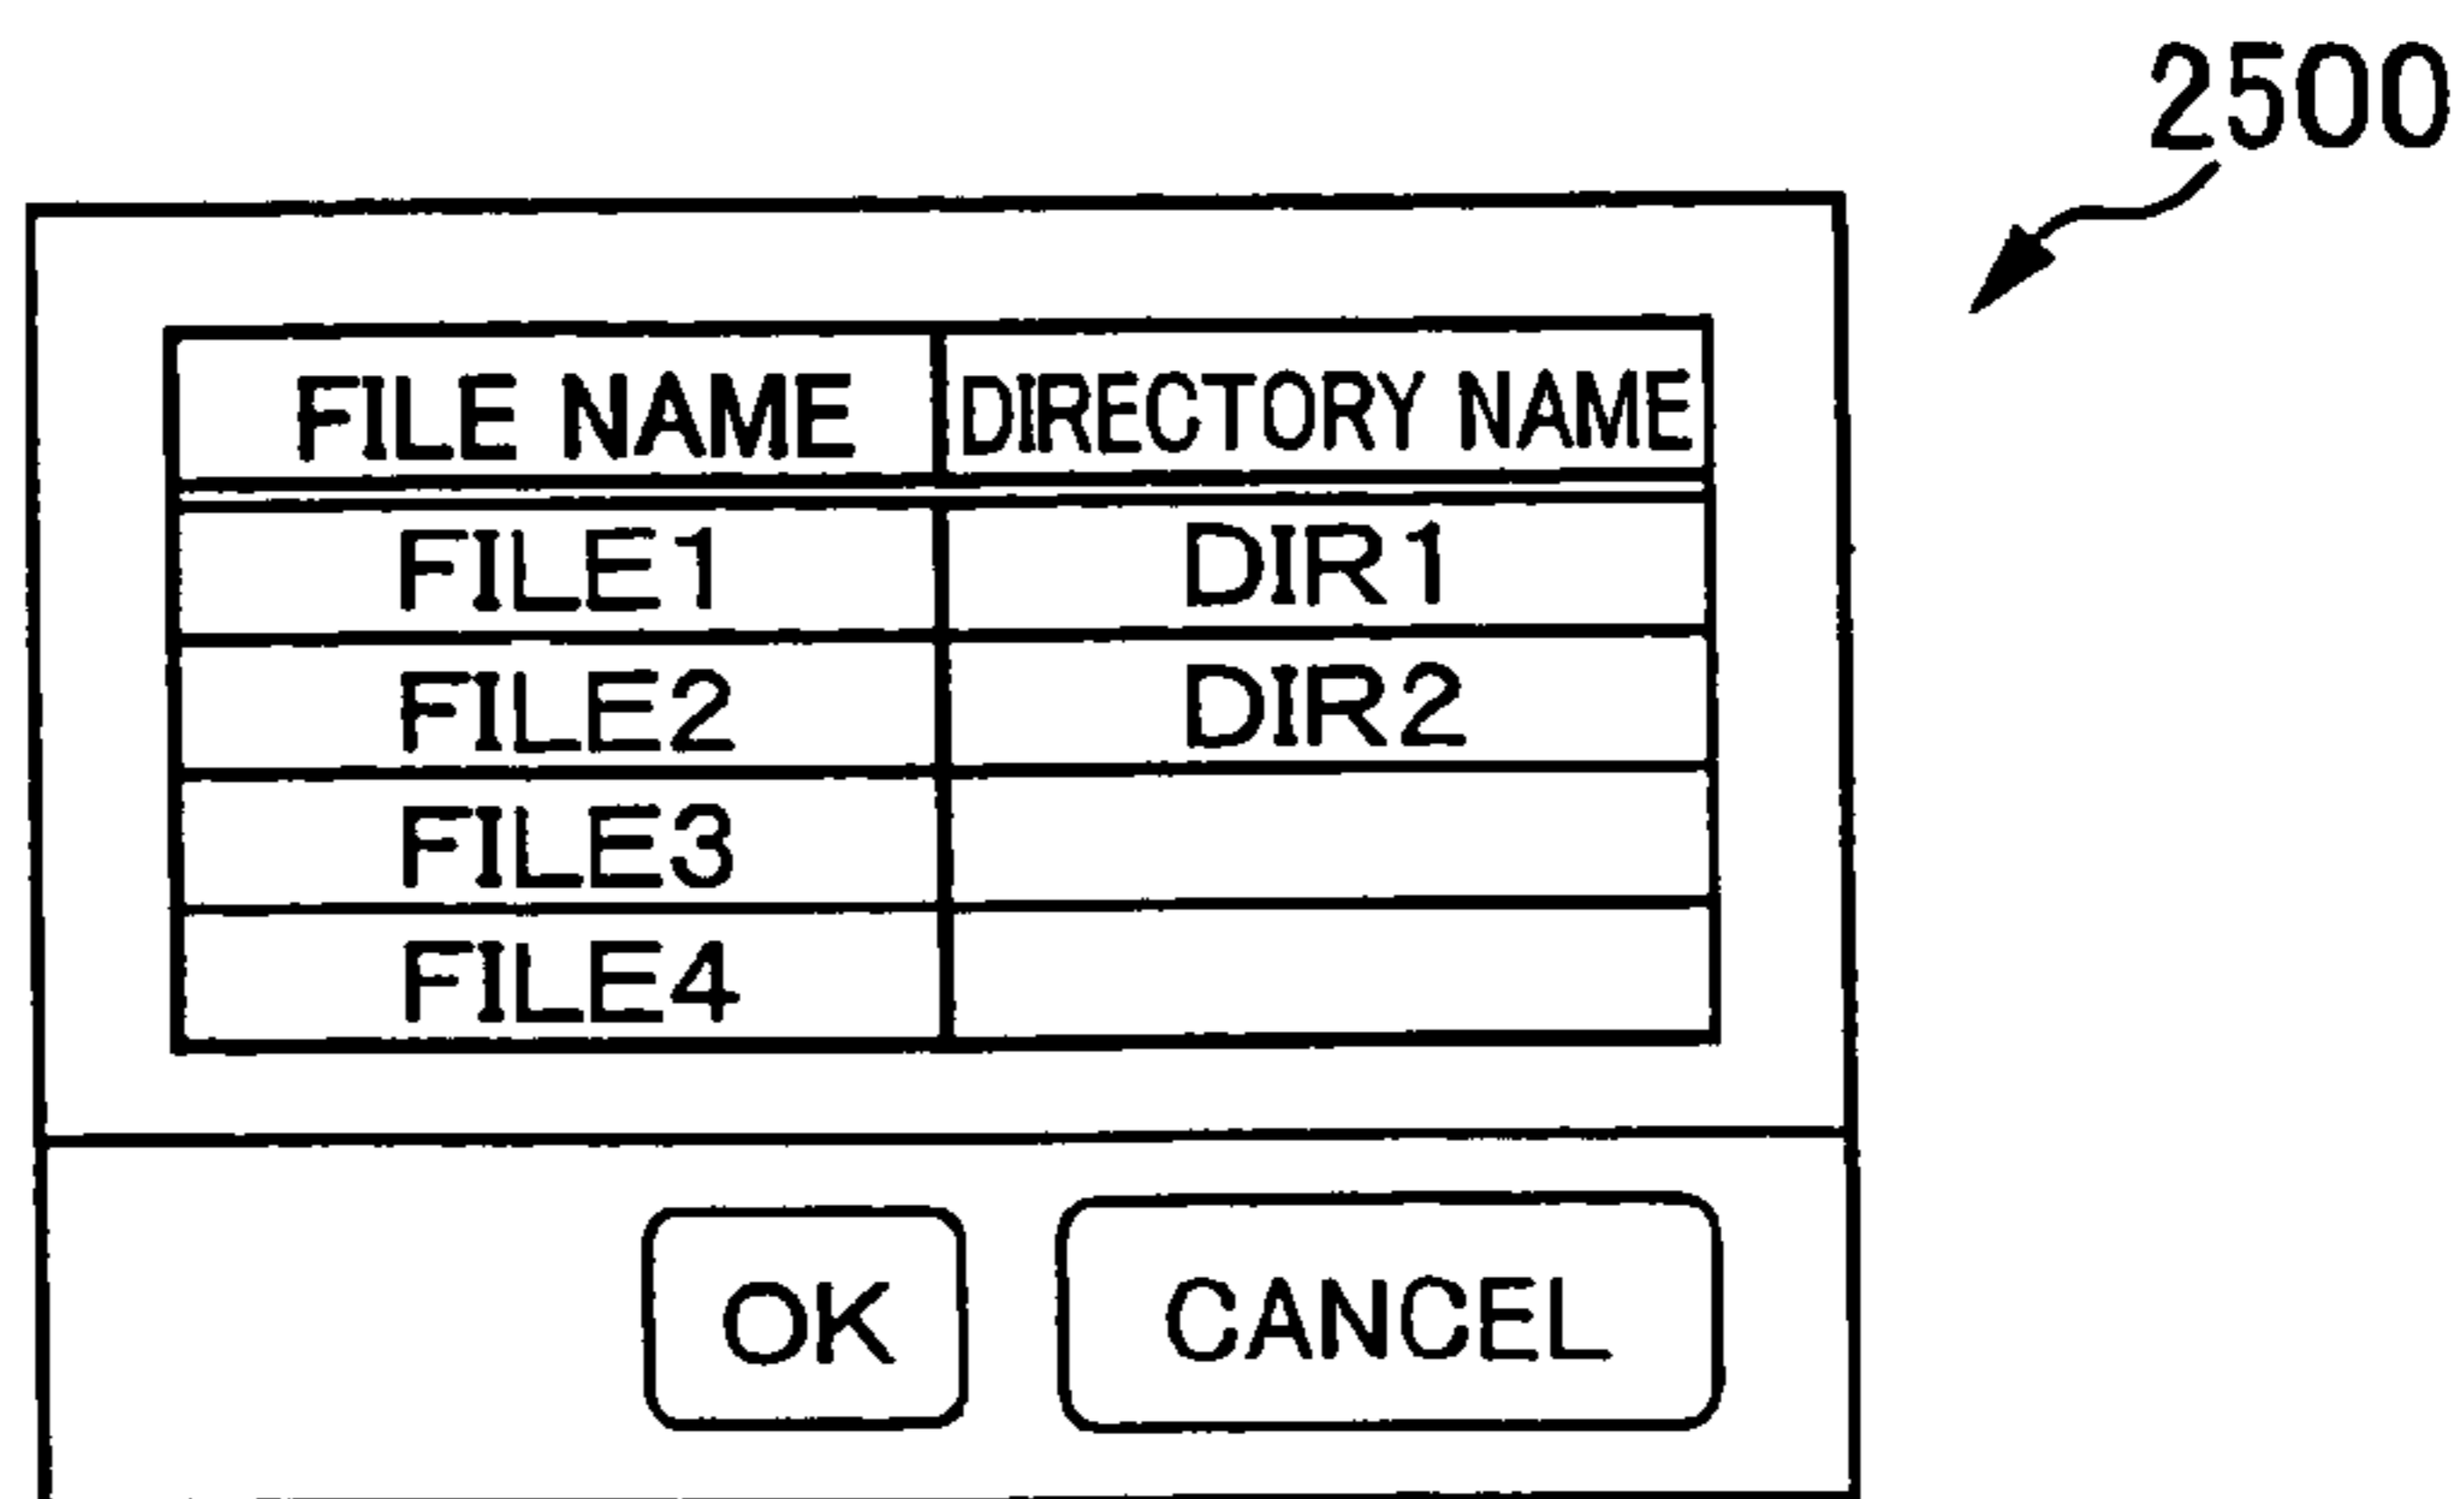 2500
FILE NAME DIRECTORY NAME
FILE1 DIR1
FILE2 DIR2
FILE3
FILE4
OK CANCEL